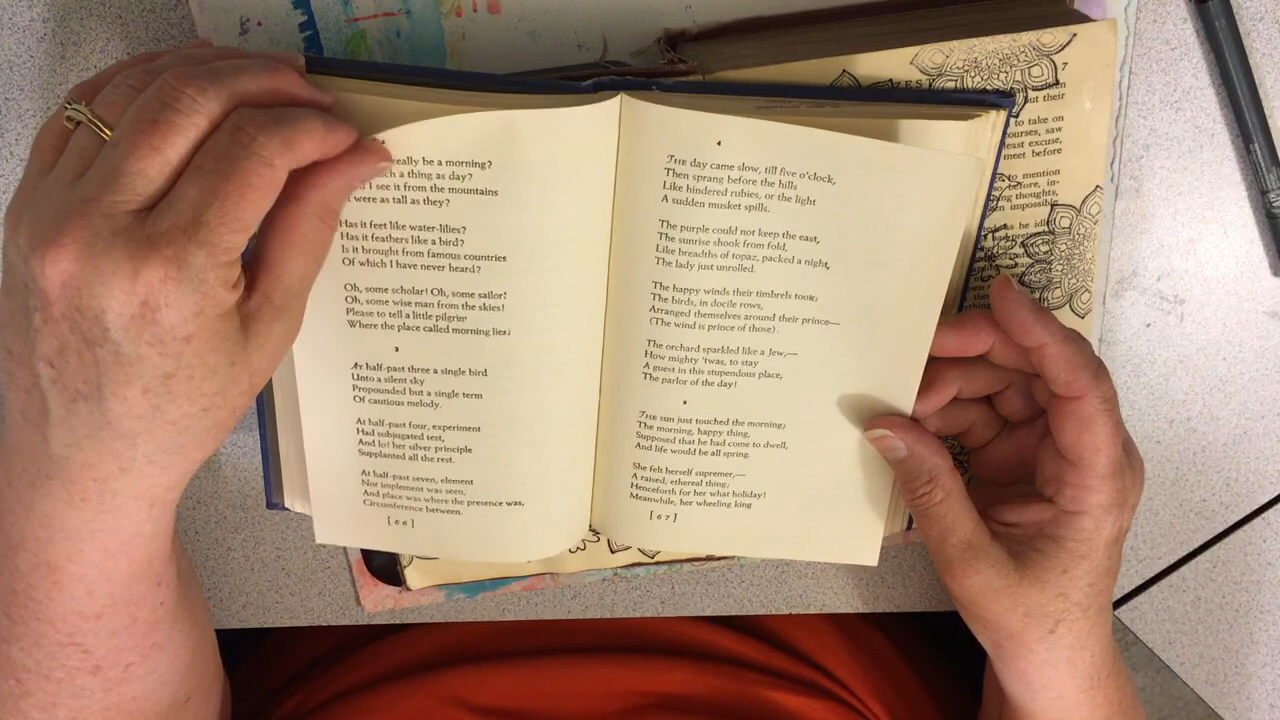 really be a morning?
such a thing as day?
I see it from the mountains
were as tall as they?
Has it feet like water-lilies?
Has it feathers like a bird?
Is it brought from famous countries
Of which I have never heard?
Oh, some scholar! Oh, some sailor!
Oh, some wise man from the skies!
Please to tell a little pilgrim
Where the place called morning lies!
3
AT half-past three a single bird
Unto a silent sky
Propounded but a single term
Of cautious melody.
At half-past four, experiment
Had subjugated test,
And lo! her silver principle
Supplanted all the rest.
At half-past seven, element
Nor implement was seen,
And place was where the presence was,
Circumference between.
[66]
4
THE day came slow, till five o'clock,
Then sprang before the hills
Like hindered rubies, or the light
A sudden musket spills.
The purple could not keep the east,
The sunrise shook from fold,
Like breadths of topaz, packed a night,
The lady just unrolled.
The happy winds their timbrels took;
The birds, in docile rows,
Arranged themselves around their prince—
(The wind is prince of those).
The orchard sparkled like a Jew,—
How mighty 'twas, to stay
A guest in this stupendous place,
The parlor of the day!
5
THE sun just touched the morning;
The morning, happy thing,
Supposed that he had come to dwell,
And life would be all spring.
She felt herself supremer,—
A raised, ethereal thing;
Henceforth for her what holiday!
Meanwhile, her wheeling king
[67]
7
but their
to take on
courses, saw
least excuse,
meet before
to mention
so before, in-
thoughts,
impossible
as he